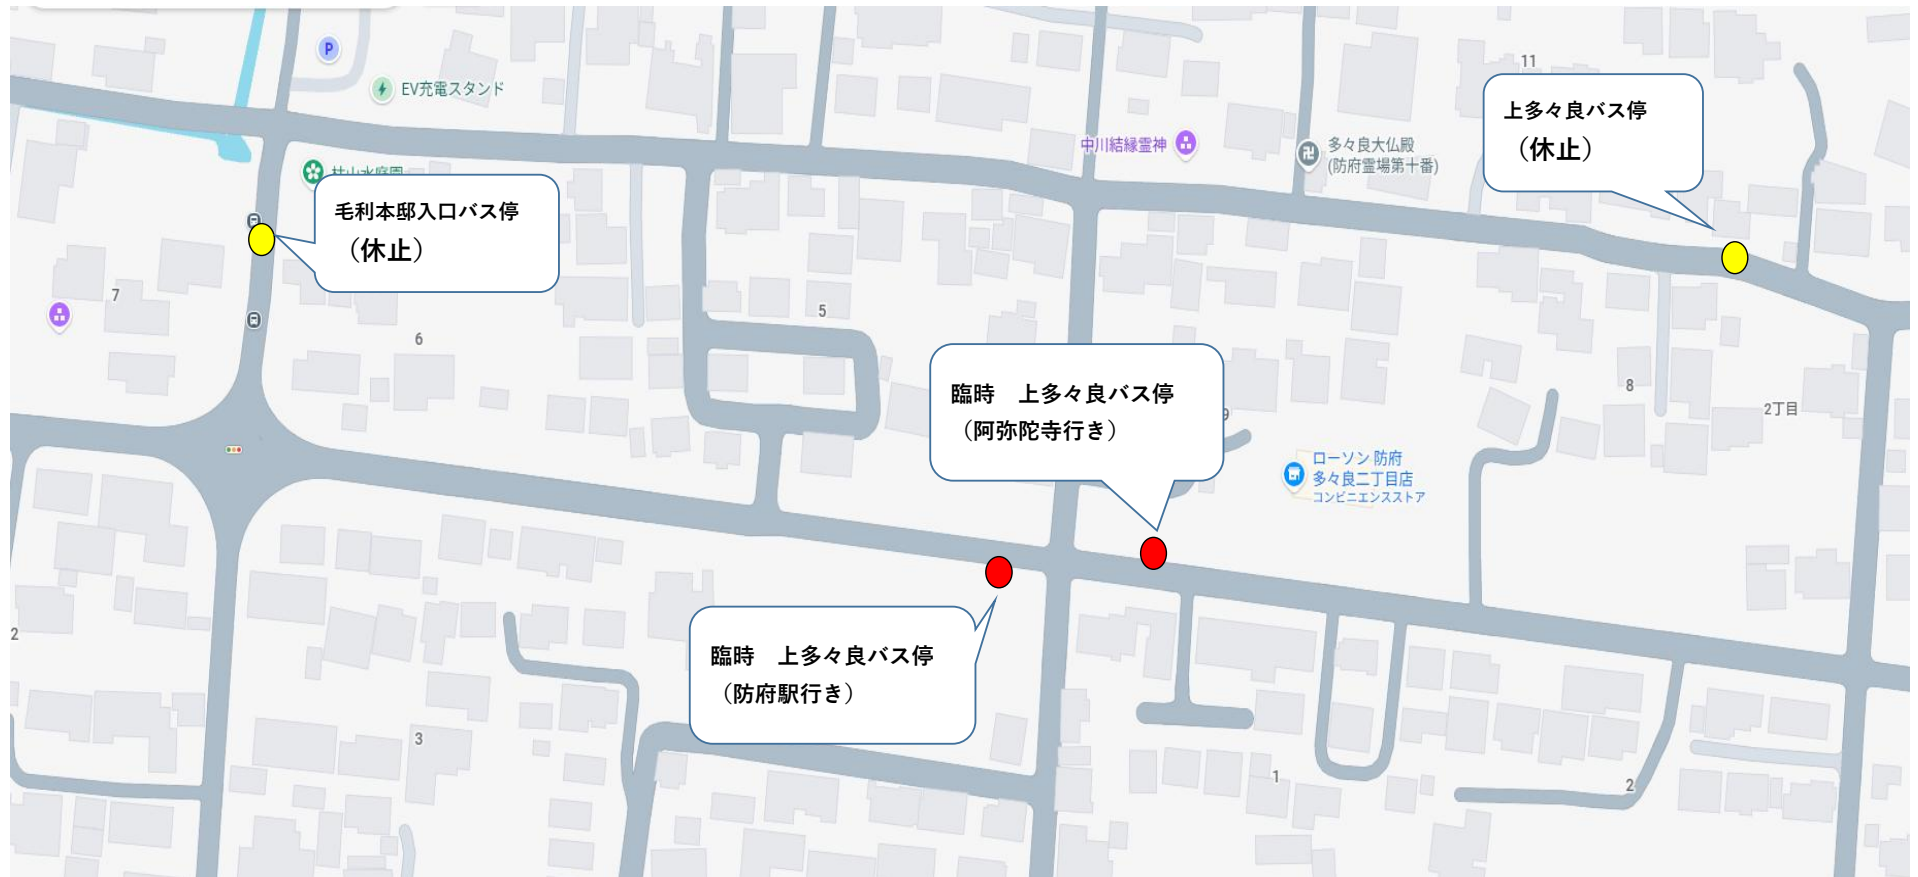 P
EV充電スタンド
11
上多々良バス停
（休止）
中川結縁霊神
多々良大仏殿
(防府霊場第十番)
毛利本邸入口バス停
（休止）
7
6
5
臨時　上多々良バス停
（阿弥陀寺行き）
9
8
2丁目
ローソン 防府
多々良二丁目店
コンビニエンスストア
臨時　上多々良バス停
（防府駅行き）
2
3
1
2